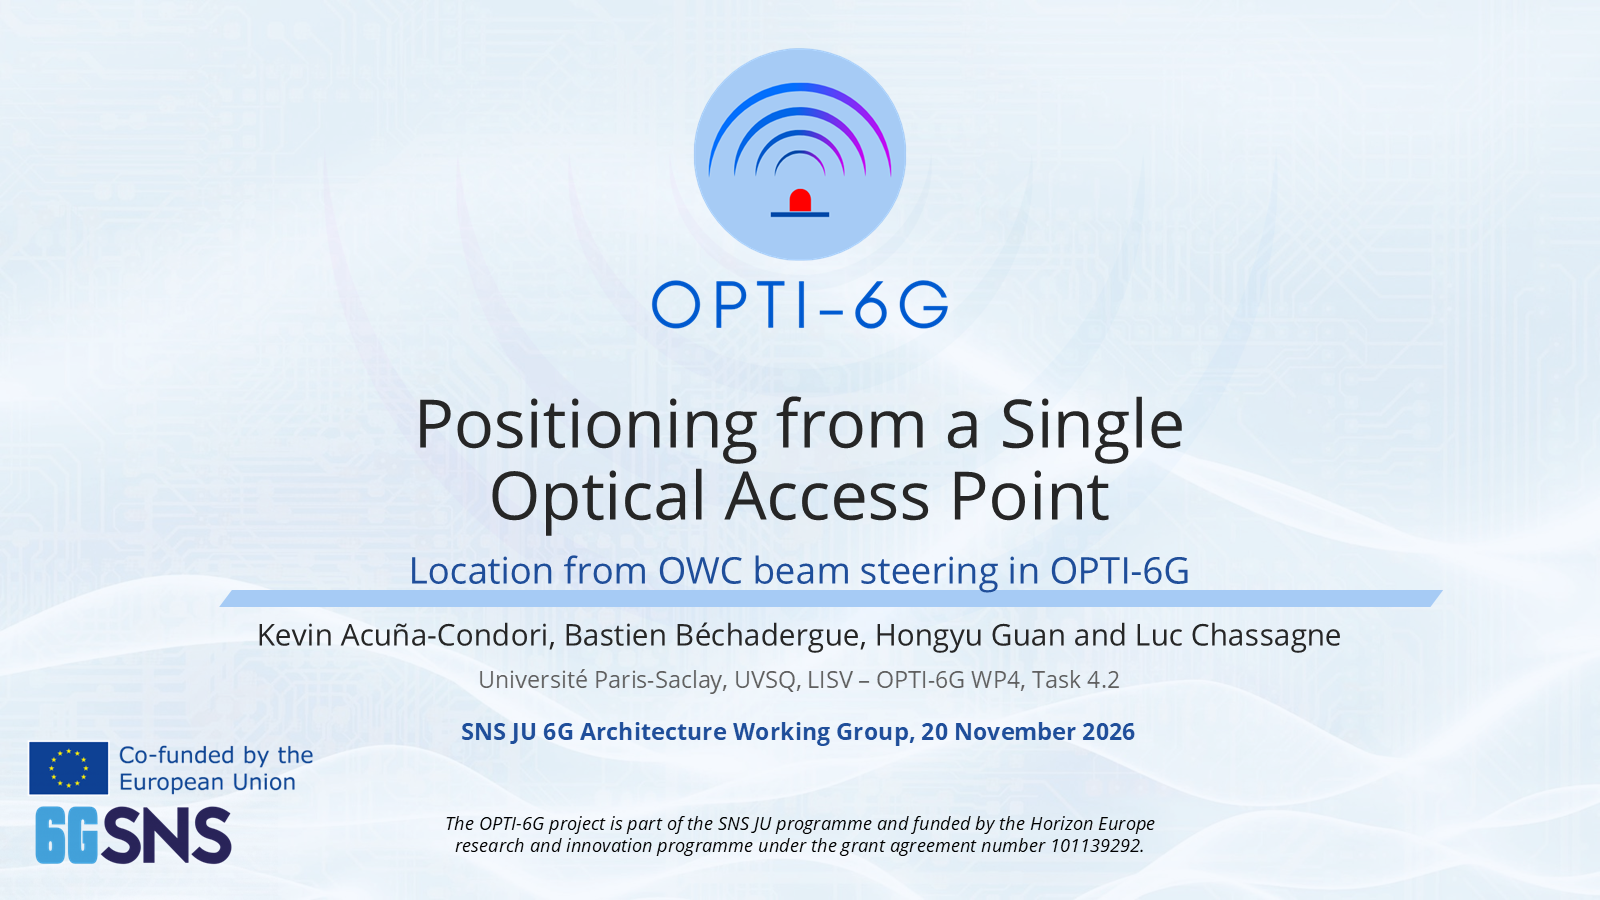 OPTI-6G
Positioning from a Single
Optical Access Point
Location from OWC beam steering in OPTI-6G
Kevin Acuña-Condori, Bastien Béchadergue, Hongyu Guan and Luc Chassagne
Université Paris-Saclay, UVSQ, LISV – OPTI-6G WP4, Task 4.2
SNS JU 6G Architecture Working Group, 20 November 2026
Co-funded by the
European Union
6GSNS
The OPTI-6G project is part of the SNS JU programme and funded by the Horizon Europe
research and innovation programme under the grant agreement number 101139292.